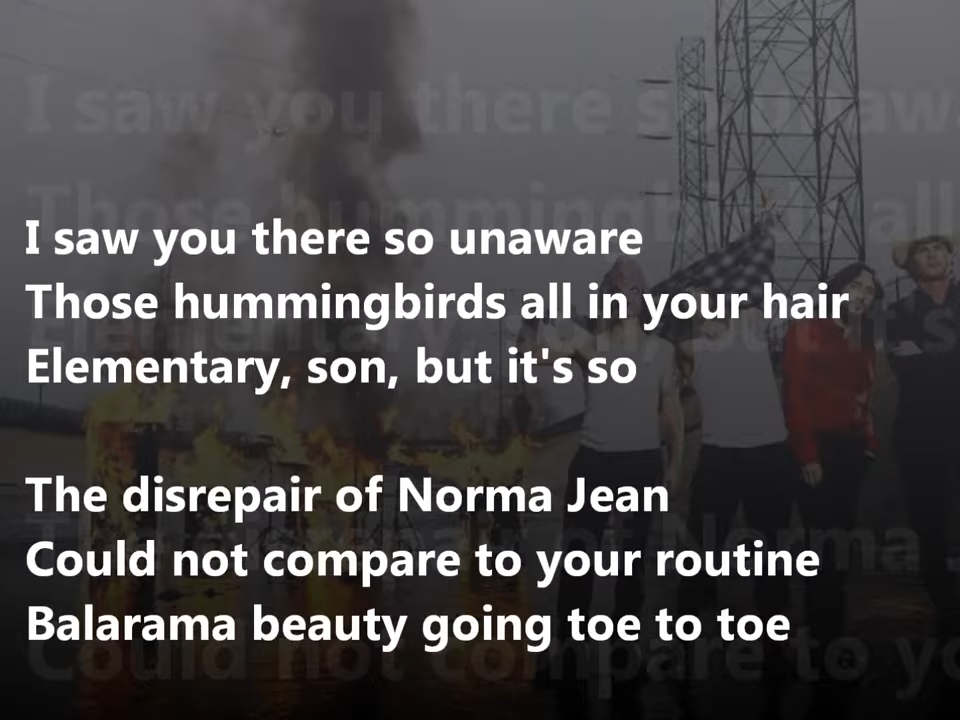 I saw you there so unaware
Those hummingbirds all in your hair
Elementary, son, but it's so
The disrepair of Norma Jean
Could not compare to your routine
Balarama beauty going toe to toe